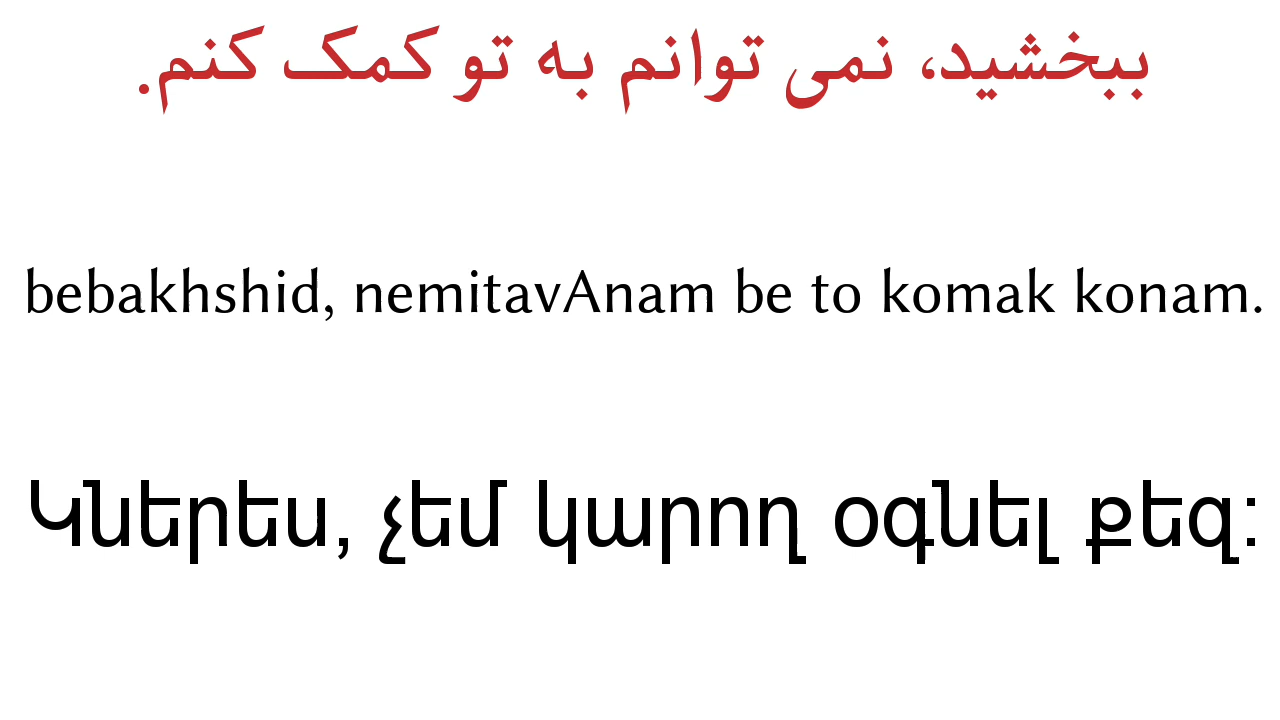 ببخشید، نمی توانم به تو کمک کنم.
bebakhshid, nemitavAnam be to komak konam.
Կներես, չեմ կարող օգնել քեզ: